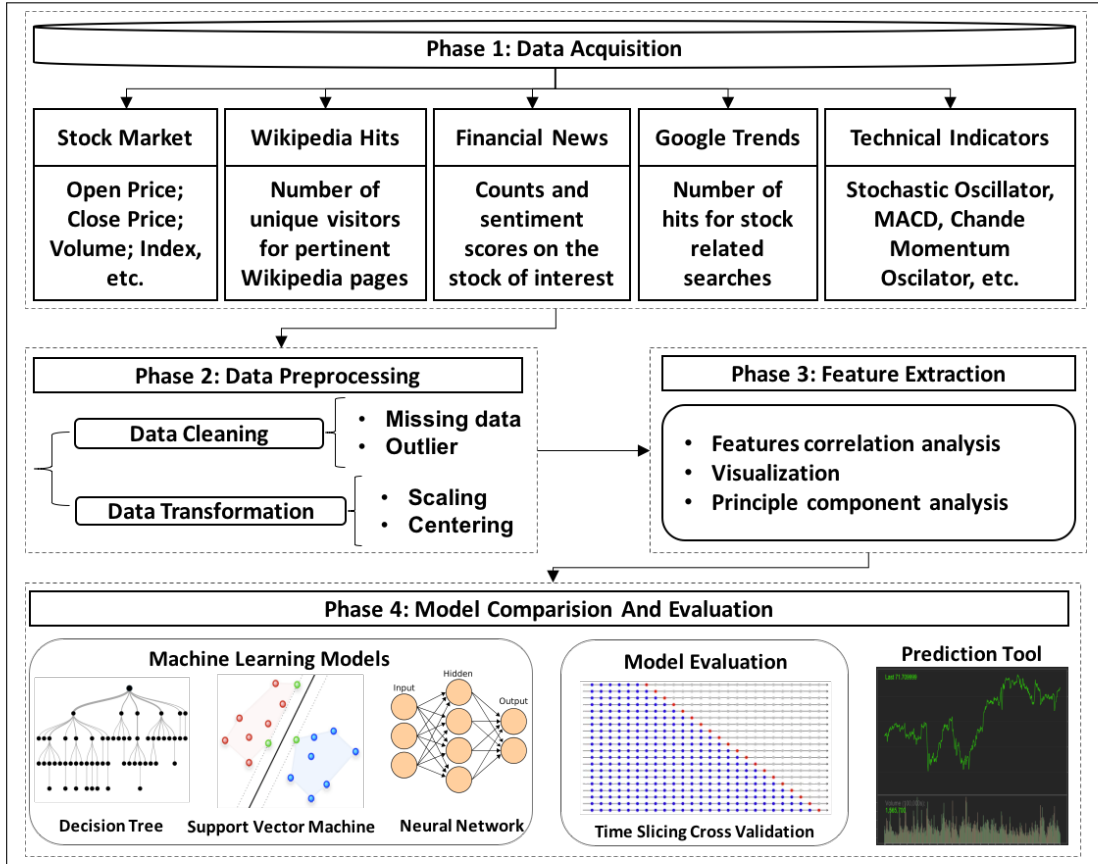 Phase 1: Data Acquisition
Stock Market
Open Price;
Close Price;
Volume; Index,
etc.
Wikipedia Hits
Number of
unique visitors
for pertinent
Wikipedia pages
Financial News
Counts and
sentiment
scores on the
stock of interest
Google Trends
Number of
hits for stock
related
searches
Technical Indicators
Stochastic Oscillator,
MACD, Chande
Momentum
Oscilator, etc.
Phase 2: Data Preprocessing
Data Cleaning
• Missing data
• Outlier
Data Transformation
• Scaling
• Centering
Phase 3: Feature Extraction
• Features correlation analysis
• Visualization
• Principle component analysis
Phase 4: Model Comparision And Evaluation
Machine Learning Models
Decision Tree
Support Vector Machine
Input
Hidden
Output
Neural Network
Model Evaluation
Time Slicing Cross Validation
Prediction Tool